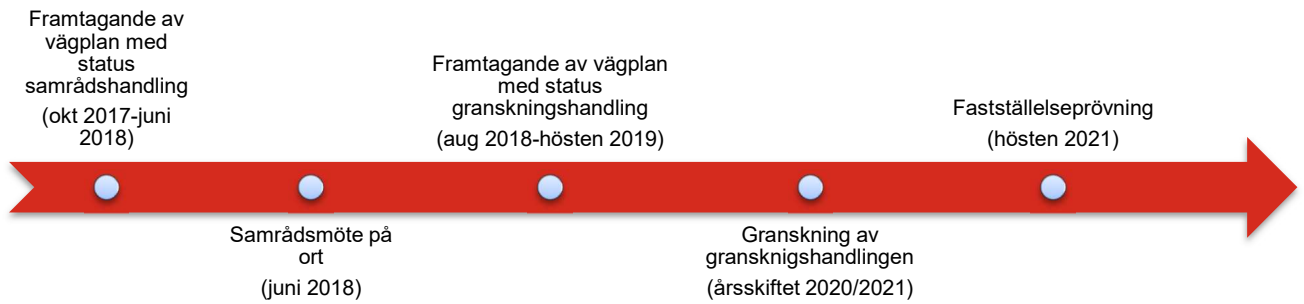 Framtagande av
vägplan med
status
samrådshandling
(okt 2017-juni
2018)
Samrådsmöte på
ort
(juni 2018)
Framtagande av vägplan
med status
granskningshandling
(aug 2018-hösten 2019)
Granskning av
gransknigshandlingen
(årsskiftet 2020/2021)
Fastställelseprövning
(hösten 2021)